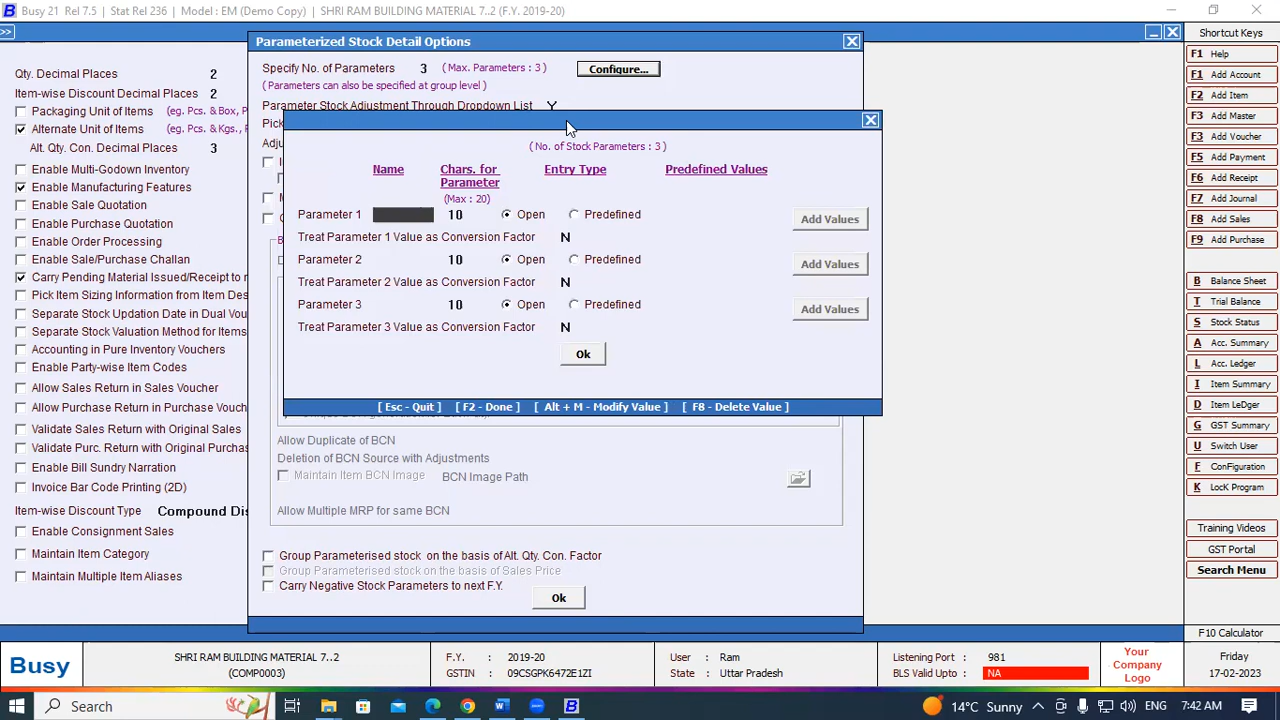 Busy 21 Rel 7.5 | Stat Rel 236 | Model : EM (Demo Copy) | SHRI RAM BUILDING MATERIAL 7..2 (F.Y. 2019-20)
>>
Qty. Decimal Places 2
Item-wise Discount Decimal Places 2
Packaging Unit of Items (eg. Pcs. & Box, P
Alternate Unit of Items (eg. Pcs. & Kgs., F
Alt. Qty. Con. Decimal Places 3
Enable Multi-Godown Inventory
Enable Manufacturing Features
Enable Sale Quotation
Enable Purchase Quotation
Enable Order Processing
Enable Sale/Purchase Challan
Carry Pending Material Issued/Receipt to n
Pick Item Sizing Information from Item Des
Separate Stock Updation Date in Dual Vou
Separate Stock Valuation Method for Items
Accounting in Pure Inventory Vouchers
Enable Party-wise Item Codes
Allow Sales Return in Sales Voucher
Allow Purchase Return in Purchase Vouch
Validate Sales Return with Original Sales
Validate Purc. Return with Original Purch
Enable Bill Sundry Narration
Invoice Bar Code Printing (2D)
Item-wise Discount Type Compound Dis
Enable Consignment Sales
Maintain Item Category
Maintain Multiple Item Aliases
Parameterized Stock Detail Options
Specify No. of Parameters 3 ( Max. Parameters : 3 ) Configure...
(Parameters can also be specified at group level )
Parameter Stock Adjustment Through Dropdown List Y
Pick
Adju
( No. of Stock Parameters : 3 )
Name Chars. for Parameter Entry Type Predefined Values
(Max : 20)
Parameter 1 10 Open Predefined Add Values
Treat Parameter 1 Value as Conversion Factor N
Parameter 2 10 Open Predefined Add Values
Treat Parameter 2 Value as Conversion Factor N
Parameter 3 10 Open Predefined Add Values
Treat Parameter 3 Value as Conversion Factor N
Ok
[ Esc - Quit ] [ F2 - Done ] [ Alt + M - Modify Value ] [ F8 - Delete Value ]
Allow Duplicate of BCN
Deletion of BCN Source with Adjustments
Maintain Item BCN Image BCN Image Path
Allow Multiple MRP for same BCN
Group Parameterised stock on the basis of Alt. Qty. Con. Factor
Group Parameterised stock on the basis of Sales Price
Carry Negative Stock Parameters to next F.Y.
Ok
Shortcut Keys
F1 Help
F1 Add Account
F2 Add Item
F3 Add Master
F3 Add Voucher
F5 Add Payment
F6 Add Receipt
F7 Add Journal
F8 Add Sales
F9 Add Purchase
B Balance Sheet
T Trial Balance
S Stock Status
A Acc. Summary
L Acc. Ledger
I Item Summary
D Item LeDger
G GST Summary
U Switch User
F Configuration
K LocK Program
Training Videos
GST Portal
Search Menu
F10 Calculator
Busy
SHRI RAM BUILDING MATERIAL 7..2
(COMP0003)
F.Y. : 2019-20
GSTIN : 09CSGPK6472E1ZI
User : Ram
State : Uttar Pradesh
Listening Port : 981
BLS Valid Upto : NA
Your
Company
Logo
Friday
17-02-2023
Search
14°C Sunny ENG 7:42 AM